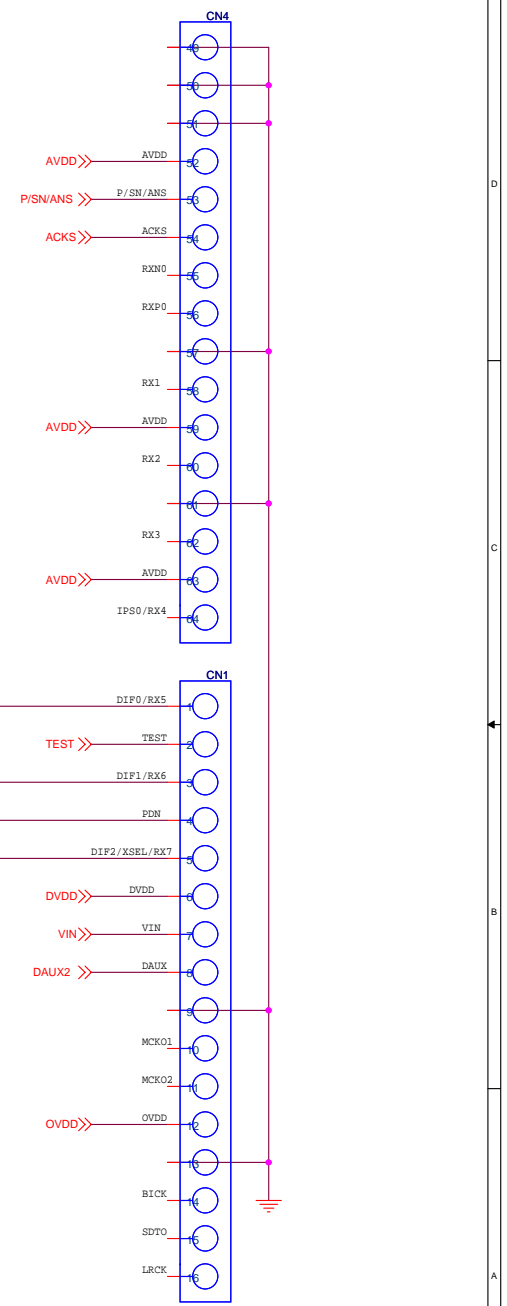 CN4
49
50
51
AVDD AVDD 52
P/SN/ANS P/SN/ANS 53
ACKS ACKS 54
RXN0 55
RXP0 56
57
RX1 58
AVDD AVDD 59
RX2 60
61
RX3 62
AVDD AVDD 63
IPS0/RX4 64
CN1
DIF0/RX5 1
TEST TEST 2
DIF1/RX6 3
PDN 4
DIF2/XSEL/RX7 5
DVDD DVDD 6
VIN VIN 7
DAUX2 DAUX 8
9
MCKO1 10
MCKO2 11
OVDD OVDD 12
13
BICK 14
SDTO 15
LRCK 16
D
C
B
A